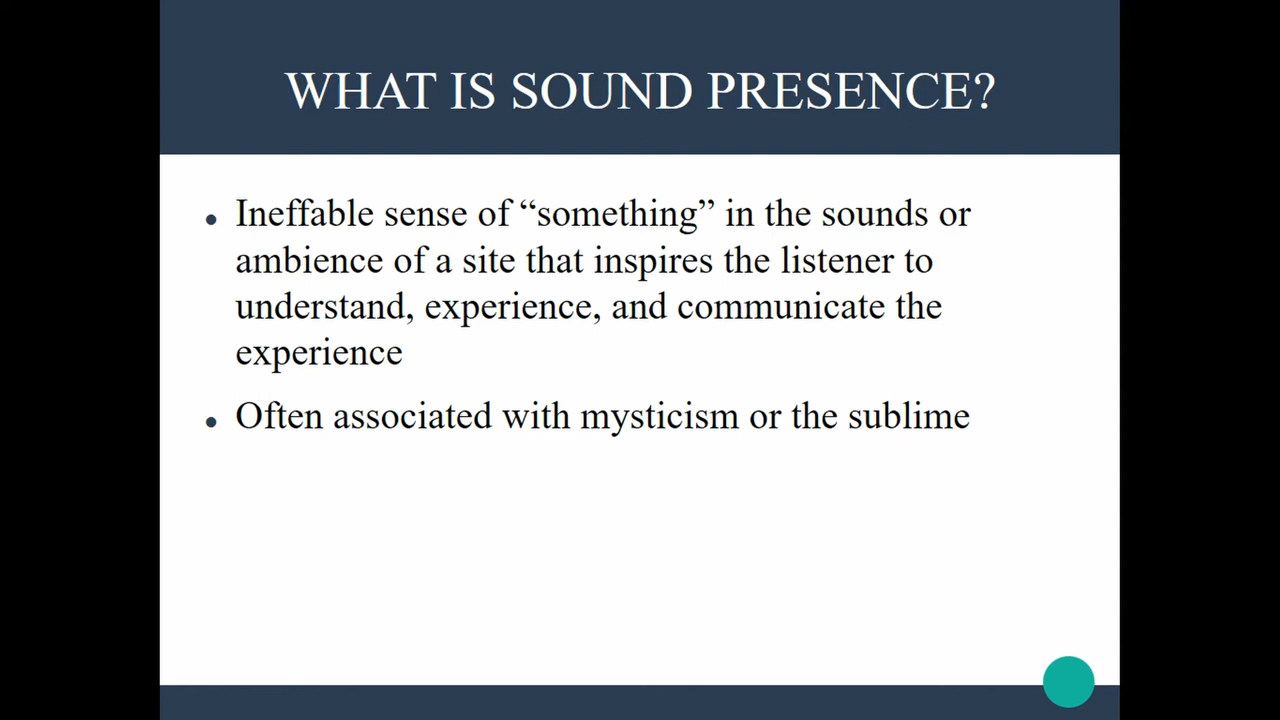 WHAT IS SOUND PRESENCE?
• Ineffable sense of “something” in the sounds or
ambience of a site that inspires the listener to
understand, experience, and communicate the
experience
• Often associated with mysticism or the sublime